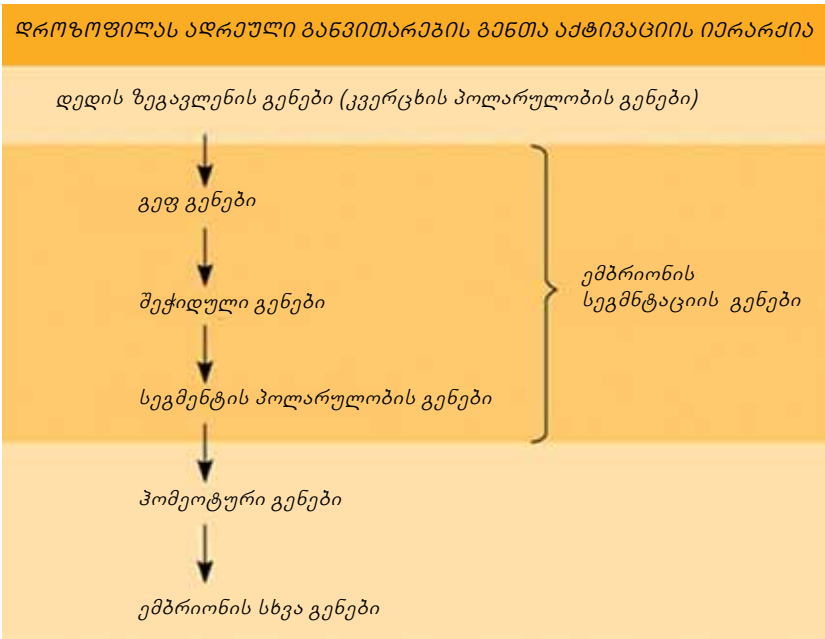 დროზოფილას ადრეული განვითარების გენთა აქტივაციის იერარქია
დედის ზეგავლენის გენები (კვერცხის პოლარულობის გენები)
გეფ გენები
შეჭიდული გენები
სეგმენტის პოლარულობის გენები
ემბრიონის
სეგმნტაციის გენები
ჰომეოტური გენები
ემბრიონის სხვა გენები